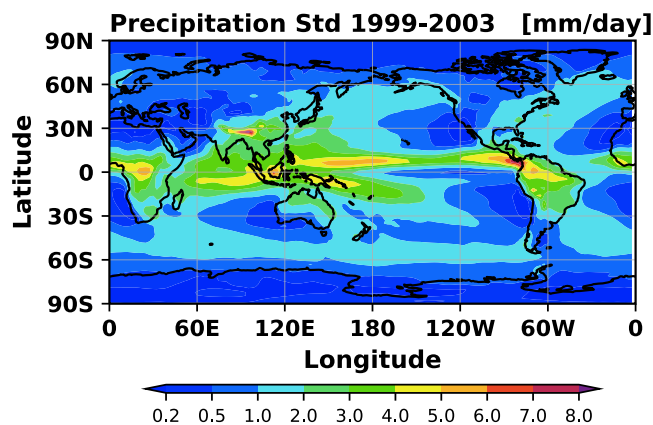 Precipitation Std 1999-2003 [mm/day]
90N
60N
30N
0
30S
60S
90S
Latitude
0 60E 120E 180 120W 60W 0
Longitude
0.2 0.5 1.0 2.0 3.0 4.0 5.0 6.0 7.0 8.0